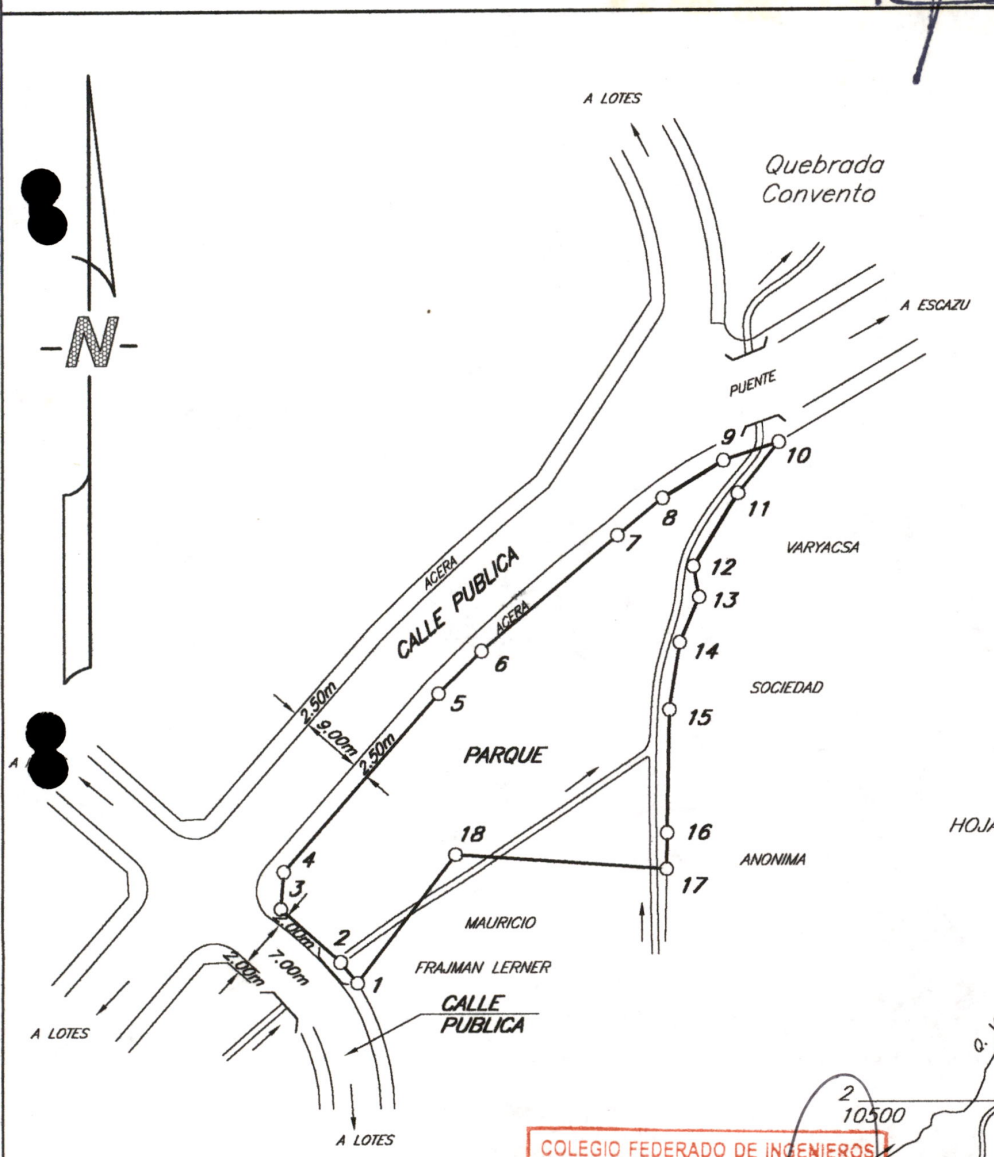 A LOTES
Quebrada
Convento
A ESCAZU
-N-
PUENTE
9
10
8
11
7
VARYACSA
12
13
ACERA
CALLE PUBLICA
ACERA
14
6
SOCIEDAD
5
15
2.50m
9.00m
2.50m
PARQUE
A
HOJA
16
18
ANONIMA
17
4
3
MAURICIO
2.00m
2
FRAJMAN LERNER
2.00m
7.00m
1
CALLE
PUBLICA
A LOTES
Q.
2
10500
A LOTES
COLEGIO FEDERADO DE INGENIEROS